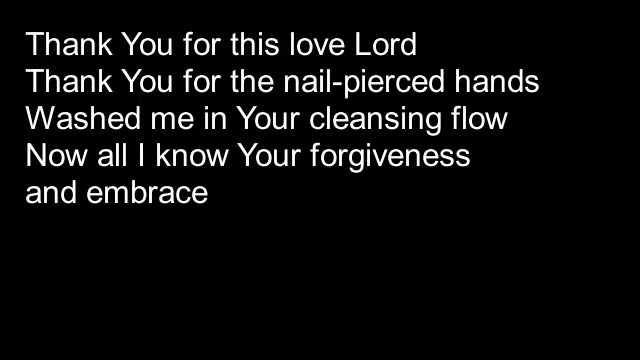 Thank You for this love Lord
Thank You for the nail-pierced hands
Washed me in Your cleansing flow
Now all I know Your forgiveness
and embrace